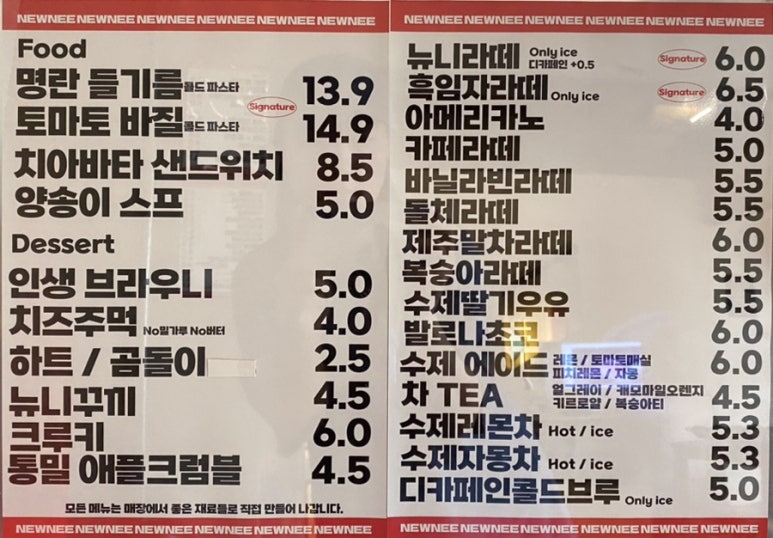 NEWNEE NEWNEE NEWNEE NEWNEE NEWNEE NEWNEE
Food
명란 들기름 콜드 파스타 13.9
Signature
토마토 바질 콜드 파스타 14.9
치아바타 샌드위치 8.5
양송이 스프 5.0
Dessert
인생 브라우니 5.0
치즈주먹 No밀가루 No버터 4.0
하트 / 곰돌이 2.5
뉴니꾸끼 4.5
크루키 6.0
통밀 애플크럼블 4.5
모든 메뉴는 매장에서 좋은 재료들로 직접 만들어 나갑니다.
NEWNEE NEWNEE NEWNEE NEWNEE NEWNEE NEWNEE
NEWNEE NEWNEE NEWNEE NEWNEE NEWNEE NEWNEE
뉴니라떼 Only ice 디카페인 +0.5 Signature 6.0
흑임자라떼 Only ice Signature 6.5
아메리카노 4.0
카페라떼 5.0
바닐라빈라떼 5.5
돌체라떼 5.5
제주말차라떼 6.0
복숭아라떼 5.5
수제딸기우유 5.5
발로나초코 6.0
수제 에이드 레몬 / 토마토매실 피치레몬 / 자몽 6.0
차 TEA 얼그레이 / 캐모마일오렌지 키르로얄 / 복숭아티 4.5
수제레몬차 Hot / ice 5.3
수제자몽차 Hot / ice 5.3
디카페인콜드브루 Only ice 5.0
NEWNEE NEWNEE NEWNEE NEWNEE NEWNEE NEWNEE